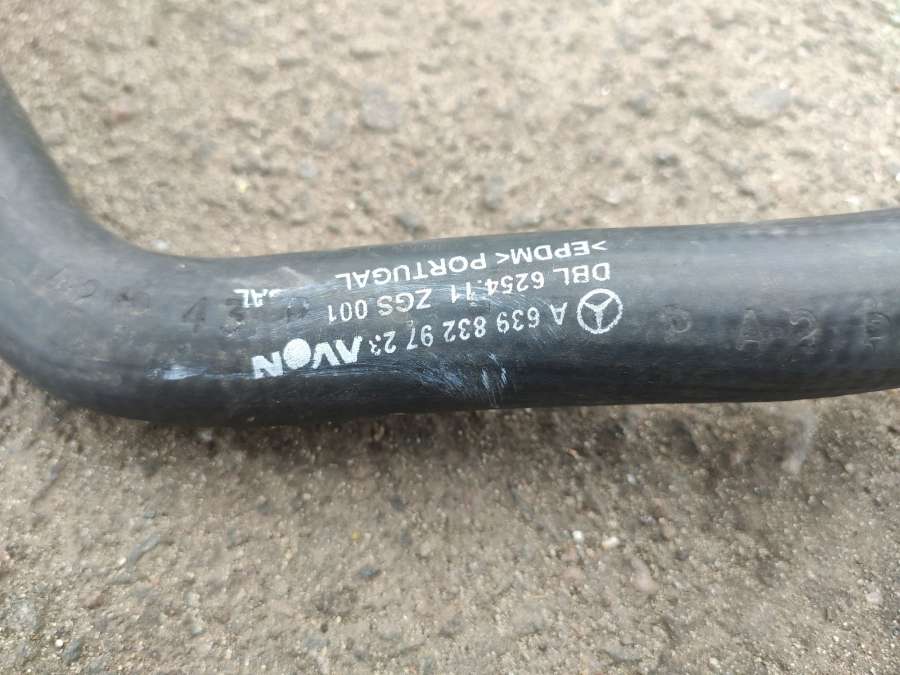 A 639 832 97 23 AVON
DBL 6254.11 ZGS 001
>EPDM< PORTUGAL